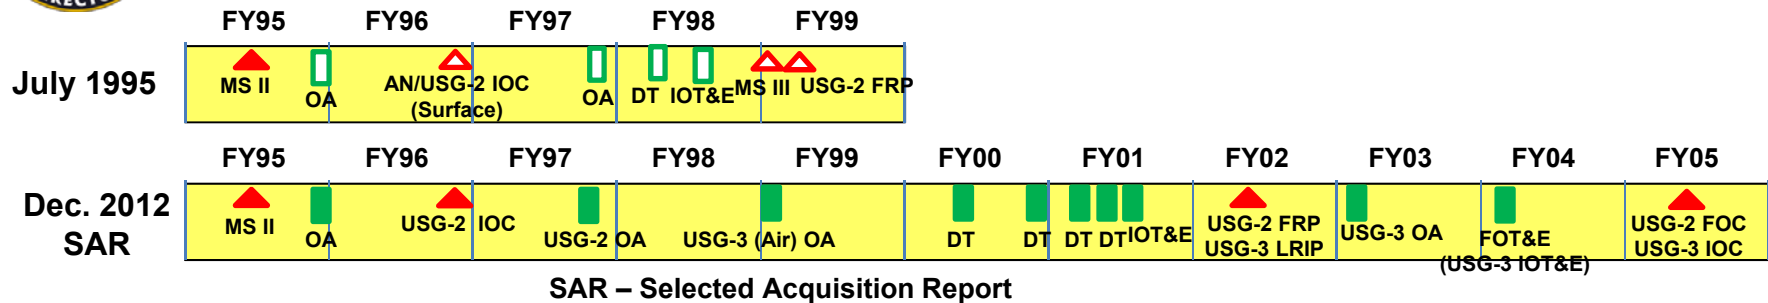 RECTO
FY95 FY96 FY97 FY98 FY99
July 1995
MS II OA AN/USG-2 IOC OA DT IOT&E MS III USG-2 FRP
(Surface)
FY95 FY96 FY97 FY98 FY99 FY00 FY01 FY02 FY03 FY04 FY05
Dec. 2012
SAR
MS II OA USG-2 IOC USG-2 OA USG-3 (Air) OA DT DT DT DT IOT&E USG-2 FRP USG-3 OA FOT&E USG-2 FOC
USG-3 LRIP (USG-3 IOT&E) USG-3 IOC
SAR – Selected Acquisition Report